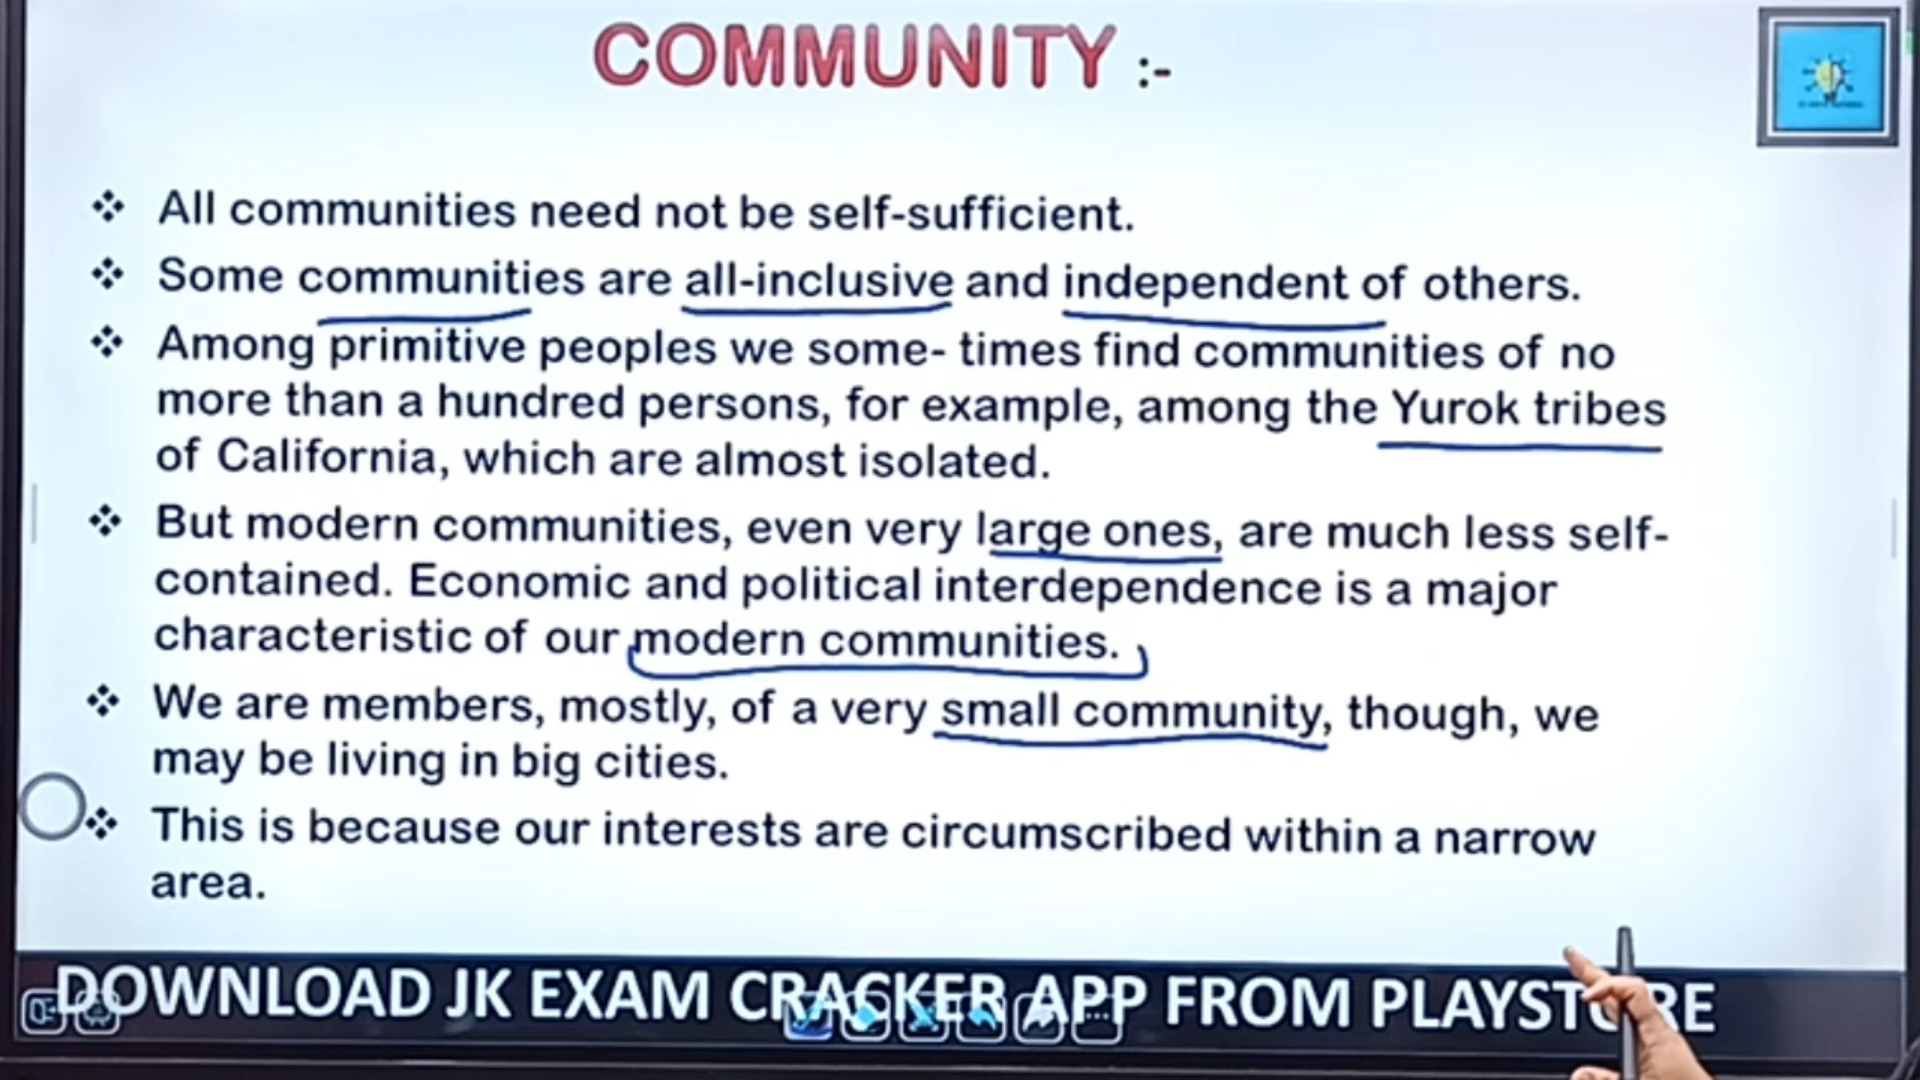 COMMUNITY :-
❖ All communities need not be self-sufficient.
❖ Some communities are all-inclusive and independent of others.
❖ Among primitive peoples we some- times find communities of no
more than a hundred persons, for example, among the Yurok tribes
of California, which are almost isolated.
❖ But modern communities, even very large ones, are much less self-
contained. Economic and political interdependence is a major
characteristic of our modern communities.
❖ We are members, mostly, of a very small community, though, we
may be living in big cities.
❖ This is because our interests are circumscribed within a narrow
area.
DOWNLOAD JK EXAM CRACKER APP FROM PLAYSTORE